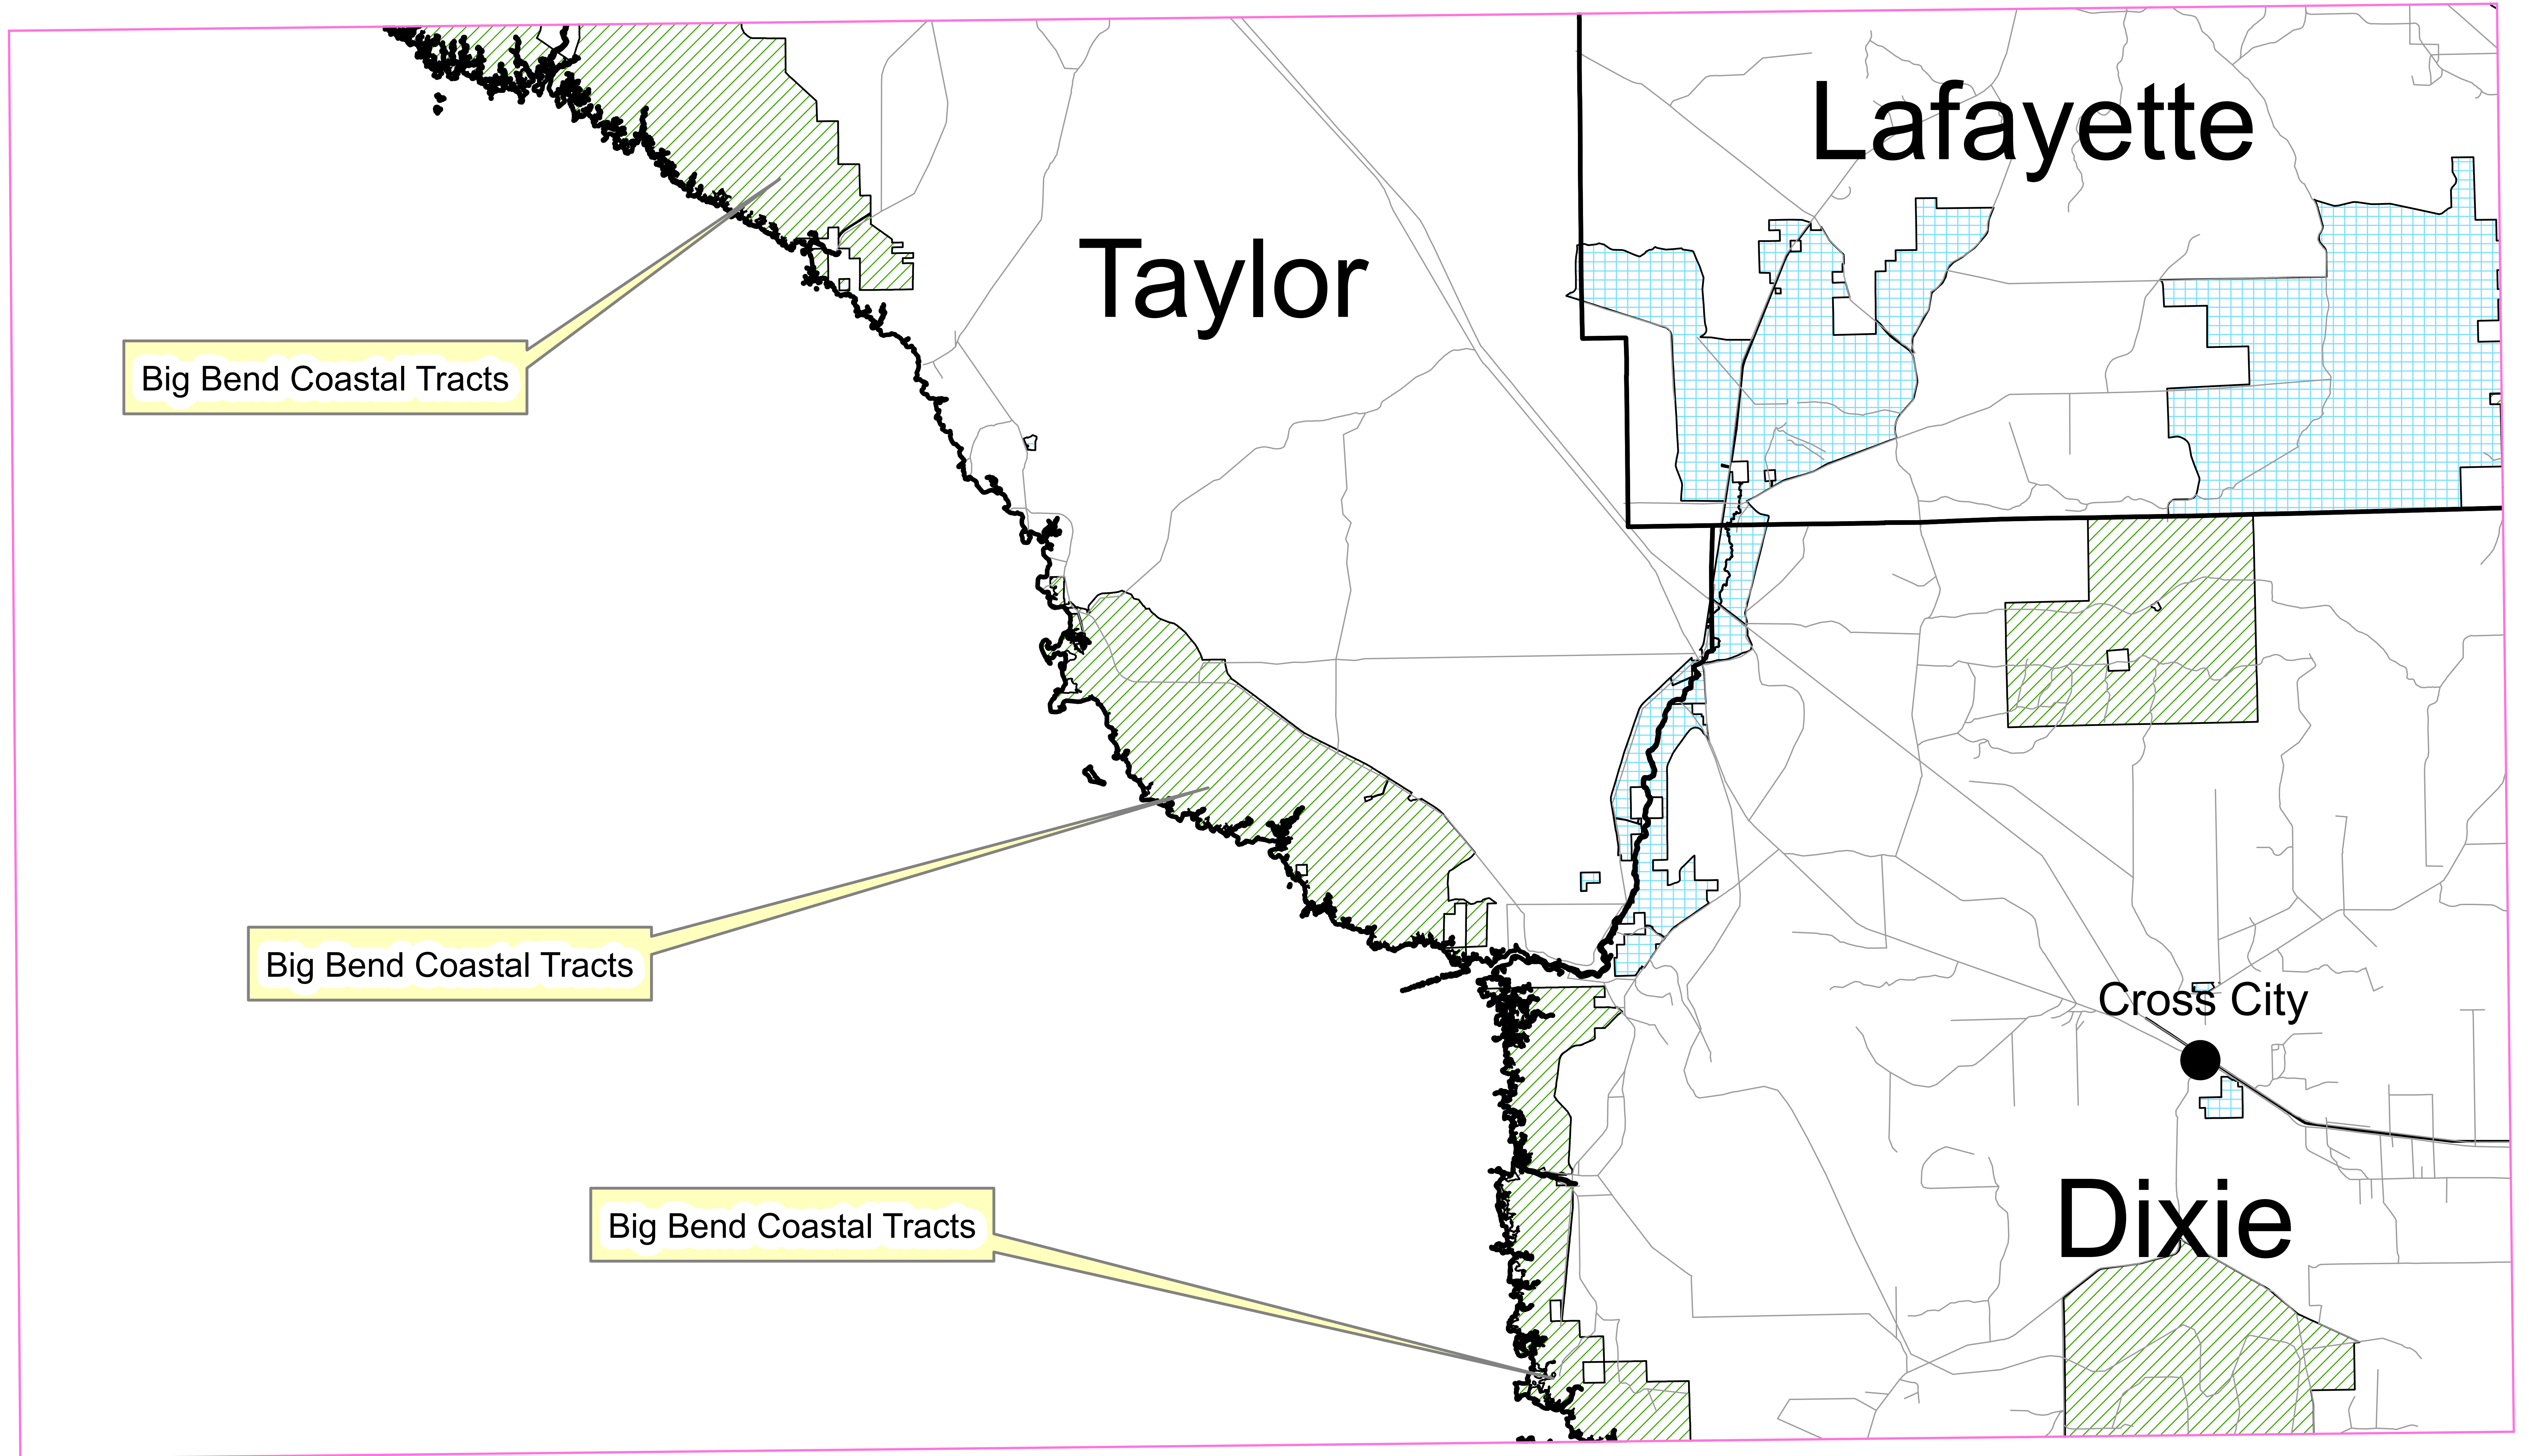 Lafayette
Taylor
Big Bend Coastal Tracts
Big Bend Coastal Tracts
Cross City
Big Bend Coastal Tracts
Dixie